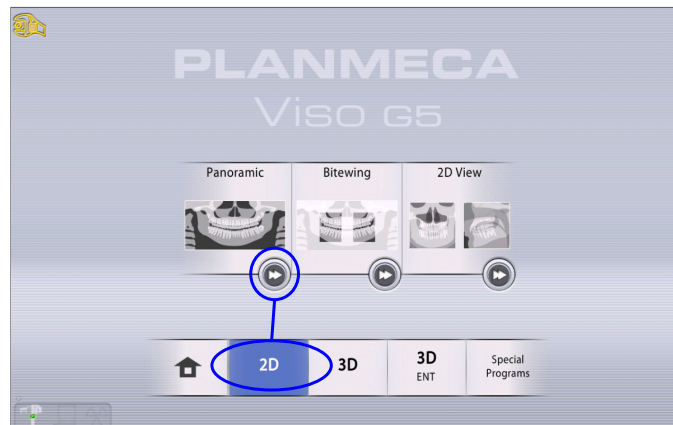 PLANMECA
Viso G5
Panoramic
Bitewing
2D View
2D
3D
3D
ENT
Special
Programs